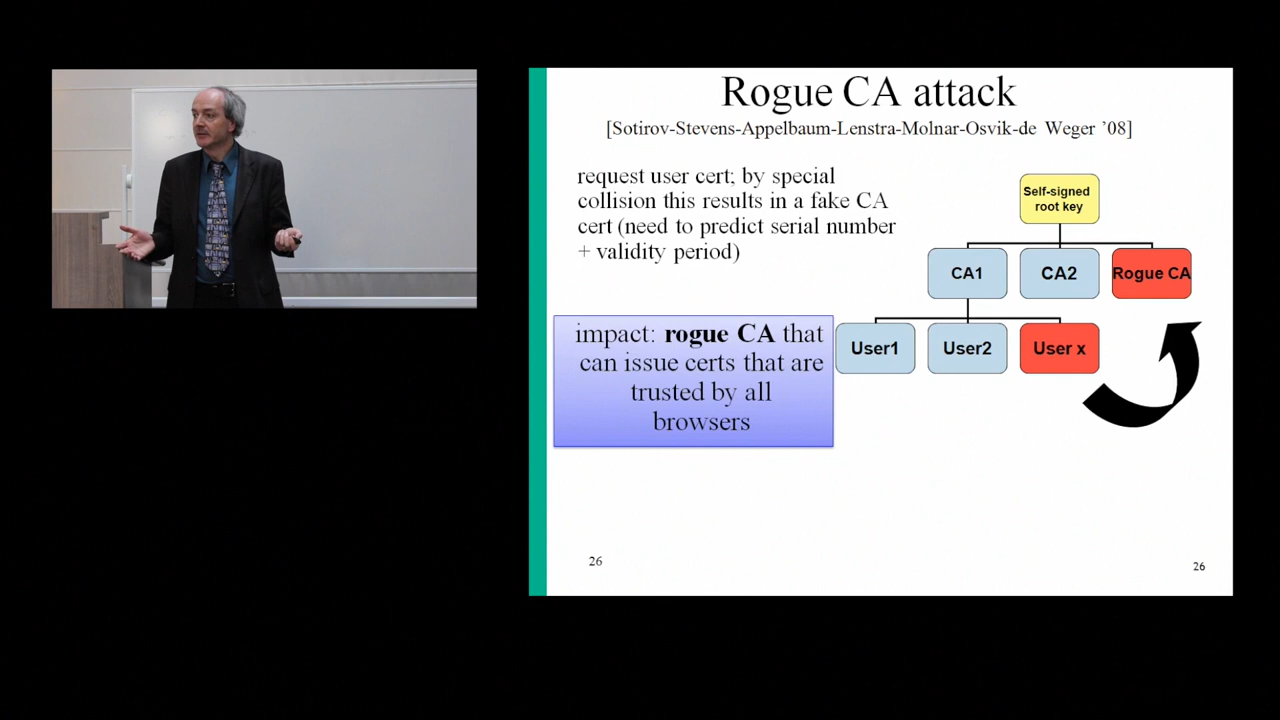 Rogue CA attack
[Sotirov-Stevens-Appelbaum-Lenstra-Molnar-Osvik-de Weger ’08]
request user cert; by special
collision this results in a fake CA
cert (need to predict serial number
+ validity period)
Self-signed
root key
CA1
CA2
Rogue CA
impact: rogue CA that
can issue certs that are
trusted by all
browsers
User1
User2
User x
26
26